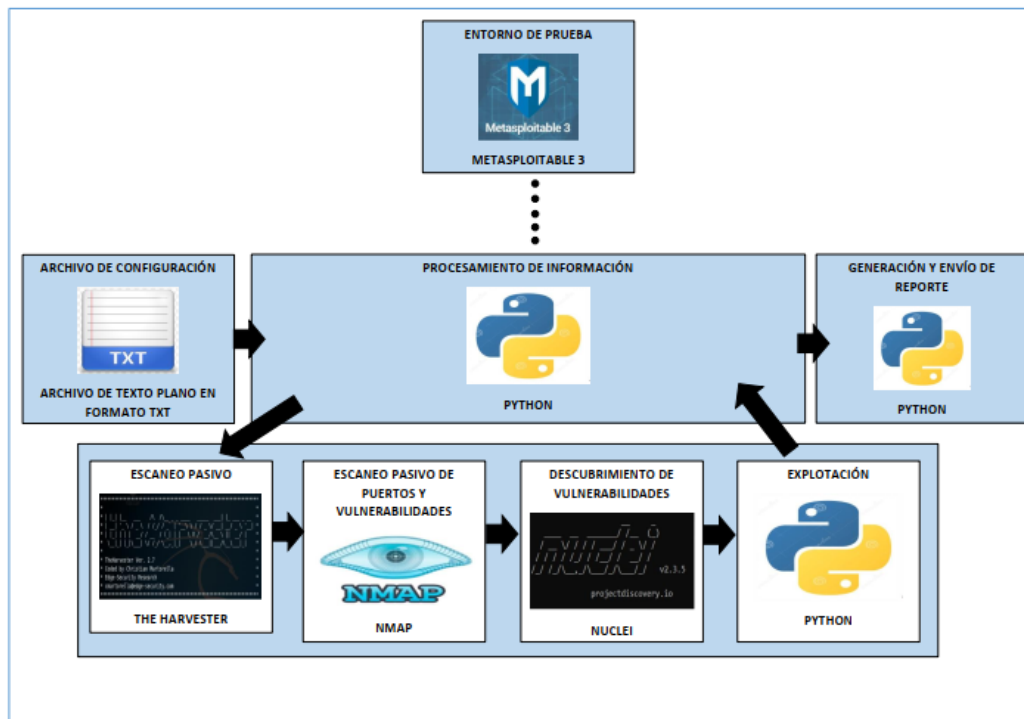 ENTORNO DE PRUEBA
Metasploitable 3
METASPLOITABLE 3
ARCHIVO DE CONFIGURACIÓN
TXT
ARCHIVO DE TEXTO PLANO EN
FORMATO TXT
PROCESAMIENTO DE INFORMACIÓN
PYTHON
GENERACIÓN Y ENVÍO DE
REPORTE
PYTHON
ESCANEO PASIVO
THE HARVESTER
ESCANEO PASIVO DE
PUERTOS Y
VULNERABILIDADES
NMAP
NMAP
DESCUBRIMIENTO DE
VULNERABILIDADES
nuclei
v2.3.5
projectdiscovery.io
NUCLEI
EXPLOTACIÓN
PYTHON